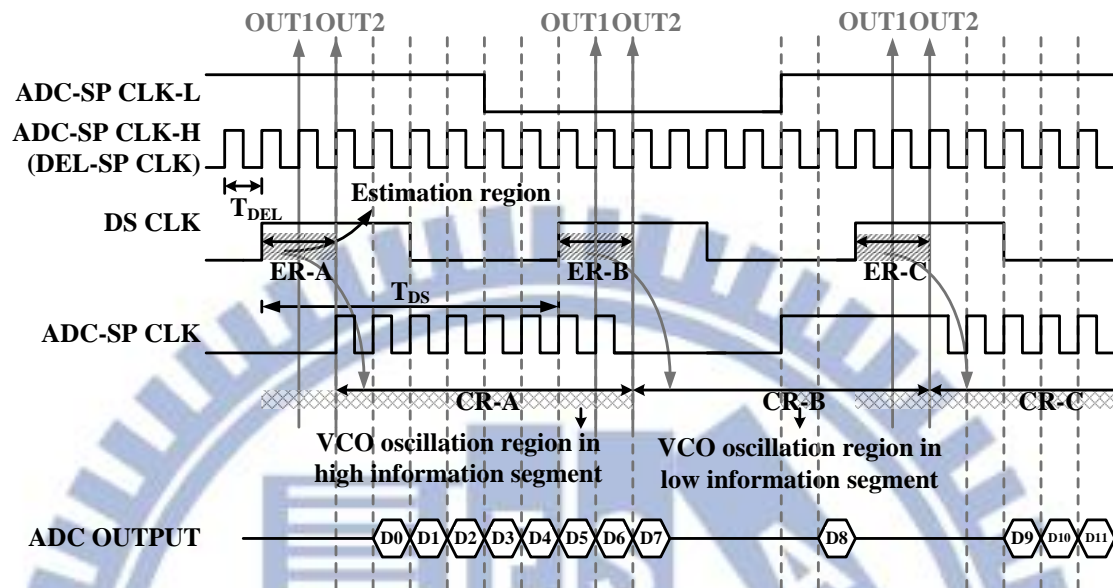 OUT1OUT2 OUT1OUT2 OUT1OUT2
ADC-SP CLK-L
ADC-SP CLK-H
(DEL-SP CLK)
TDEL
Estimation region
DS CLK
ER-A ER-B ER-C
TDS
ADC-SP CLK
CR-A CR-B CR-C
VCO oscillation region in
high information segment
VCO oscillation region in
low information segment
ADC OUTPUT
D0 D1 D2 D3 D4 D5 D6 D7 D8 D9 D10 D11